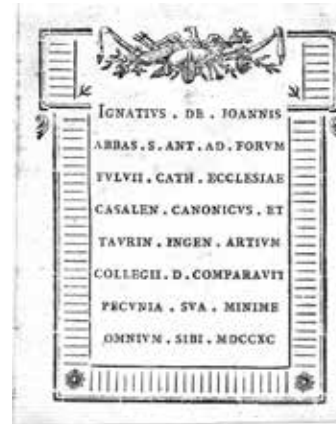 IGNATIVS . DE . IOANNIS
ABBAS . S . ANT . AD . FORVM
FVLVII . CATH . ECCLESIAE
CASALEN . CANONICVS . ET
TAVRIN . INGEN . ARTIVM
COLLEGII . D . COMPARAVIT
PECVNIA . SVA . MINIME
OMNIVM . SIBI . MDCCXC